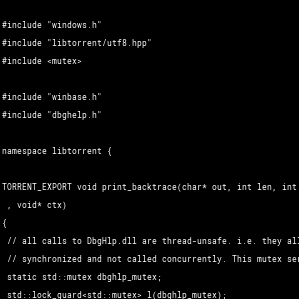 #include "windows.h"
#include "libtorrent/utf8.hpp"
#include <mutex>
#include "winbase.h"
#include "dbghelp.h"
namespace libtorrent {
TORRENT_EXPORT void print_backtrace(char* out, int len, int
, void* ctx)
{
// all calls to DbgHlp.dll are thread-unsafe. i.e. they all
// synchronized and not called concurrently. This mutex ser
static std::mutex dbghlp_mutex;
std::lock_guard<std::mutex> l(dbghlp_mutex);